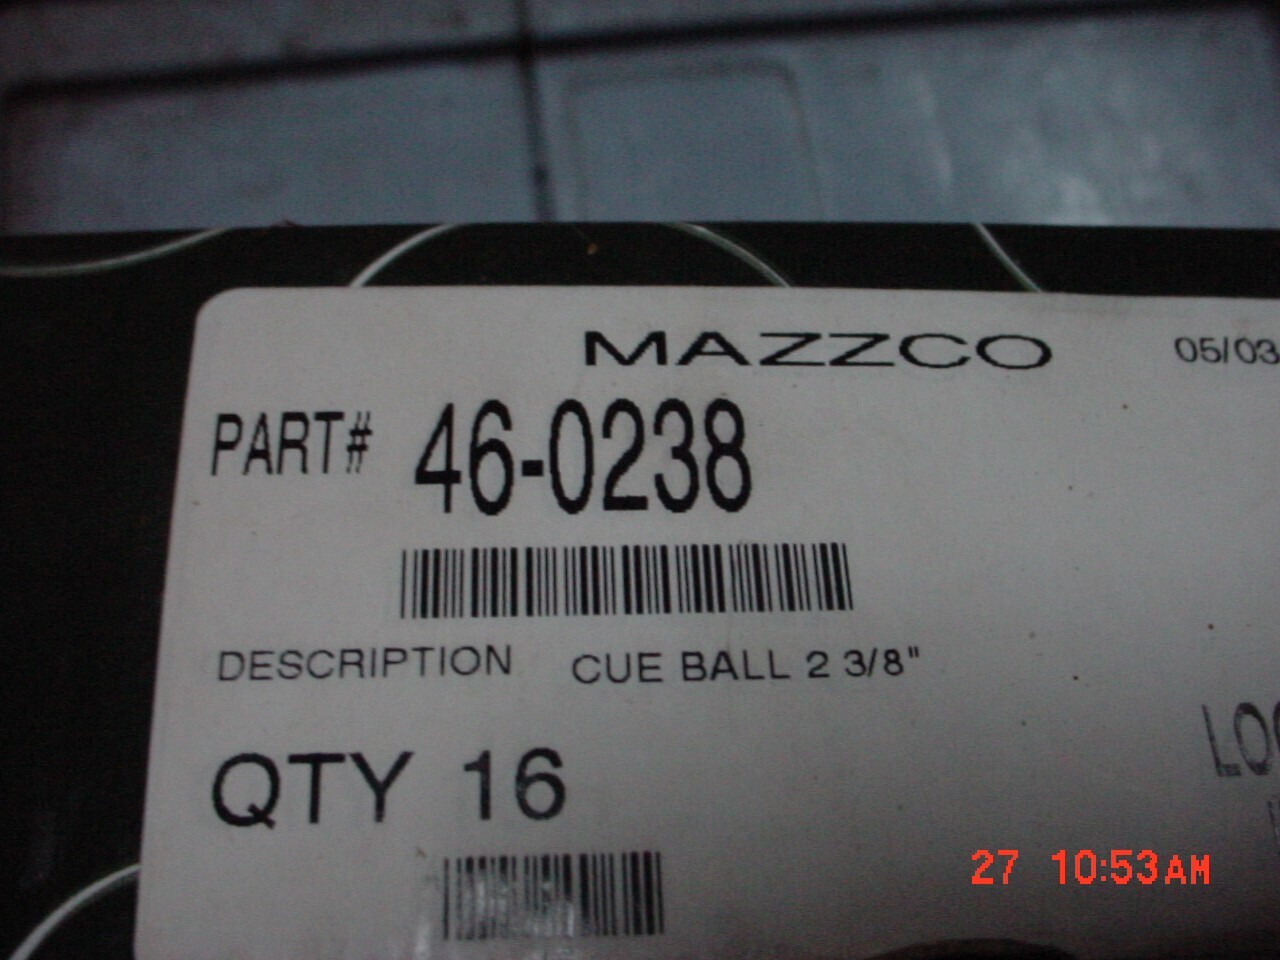 MAZZCO 05/03
PART# 46-0238
DESCRIPTION CUE BALL 2 3/8"
QTY 16
27 10:53AM